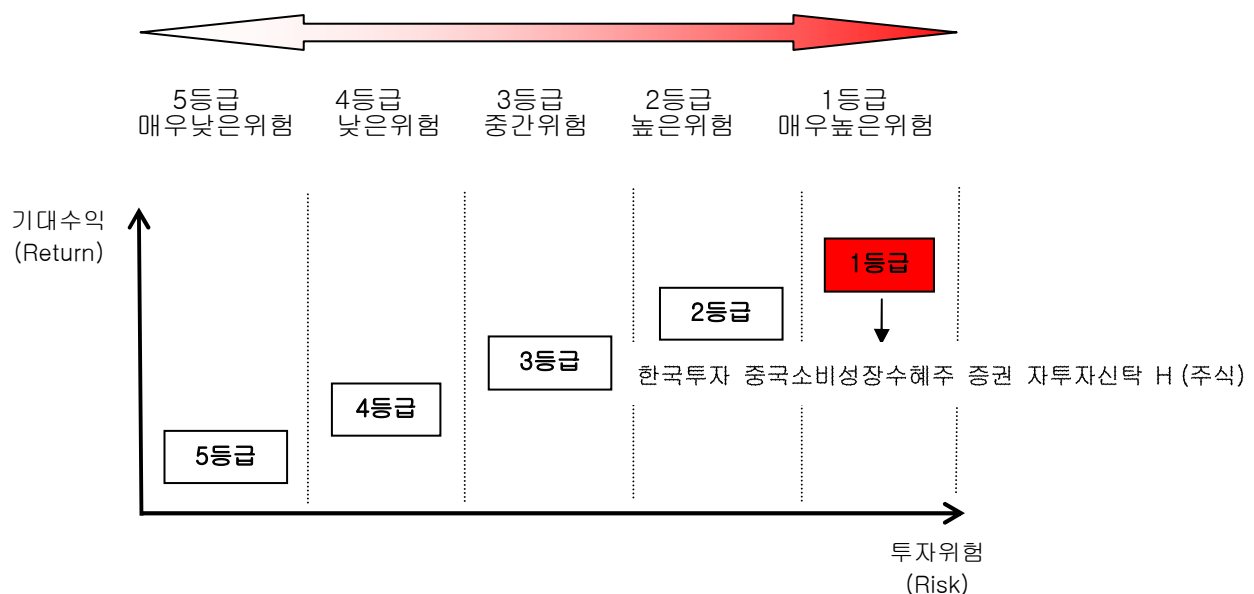 5등급
매우낮은위험
4등급
낮은위험
3등급
중간위험
2등급
높은위험
1등급
매우높은위험
기대수익
(Return)
1등급
2등급
3등급
한국투자 중국소비성장수혜주 증권 자투자신탁 H (주식)
4등급
5등급
투자위험
(Risk)